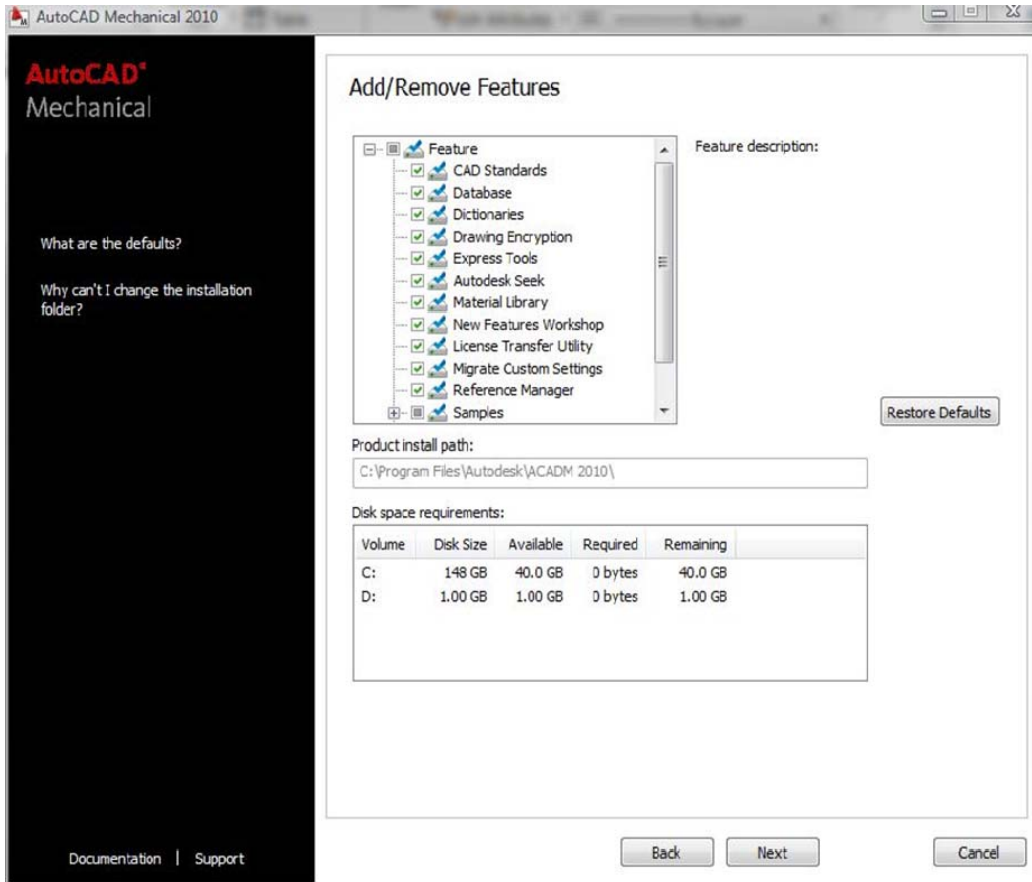 AutoCAD Mechanical 2010
AutoCAD®
Mechanical
What are the defaults?
Why can't I change the installation
folder?
Documentation | Support
Add/Remove Features
Feature
CAD Standards
Database
Dictionaries
Drawing Encryption
Express Tools
Autodesk Seek
Material Library
New Features Workshop
License Transfer Utility
Migrate Custom Settings
Reference Manager
Samples
Feature description:
Restore Defaults
Product install path:
C:\Program Files\Autodesk\ACADM 2010\
Disk space requirements:
Volume Disk Size Available Required Remaining
C: 148 GB 40.0 GB 0 bytes 40.0 GB
D: 1.00 GB 1.00 GB 0 bytes 1.00 GB
Back Next Cancel